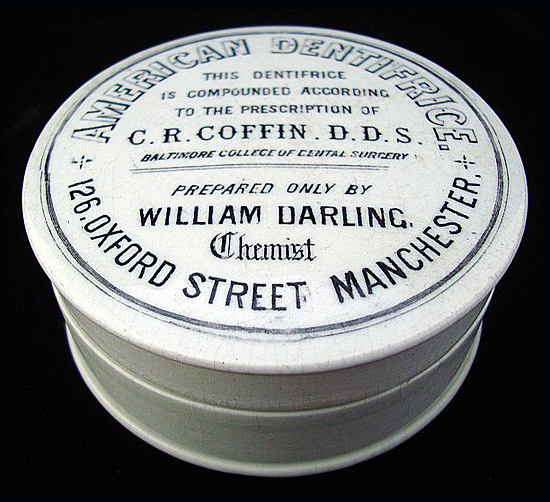 AMERICAN DENTIFRICE.
THIS DENTIFRICE
IS COMPOUNDED ACCORDING
TO THE PRESCRIPTION OF
C.R. COFFIN. D.D.S.
BALTIMORE COLLEGE OF DENTAL SURGERY
PREPARED ONLY BY
WILLIAM DARLING.
Chemist
126. OXFORD STREET MANCHESTER.